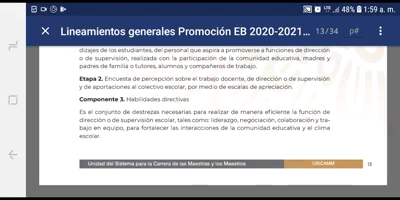 48% 1:59 a. m.
Lineamientos generales Promoción EB 2020-2021... 13/34 p#
dizajes de los estudiantes, del personal que aspira a promoverse a funciones de dirección
o de supervisión, realizada con la participación de la comunidad educativa, madres y
padres de familia o tutores, alumnos y compañeros de trabajo.
Etapa 2. Encuesta de percepción sobre el trabajo docente, de dirección o de supervisión
y de aportaciones al colectivo escolar, por medio de escalas de apreciación.
Componente 3. Habilidades directivas
Es el conjunto de destrezas necesarias para realizar de manera eficiente la función de
dirección o de supervisión escolar, tales como: liderazgo, negociación, colaboración y tra-
bajo en equipo, para fortalecer las interacciones de la comunidad educativa y el clima
escolar.
Unidad del Sistema para la Carrera de las Maestras y los Maestros USICAMM 13